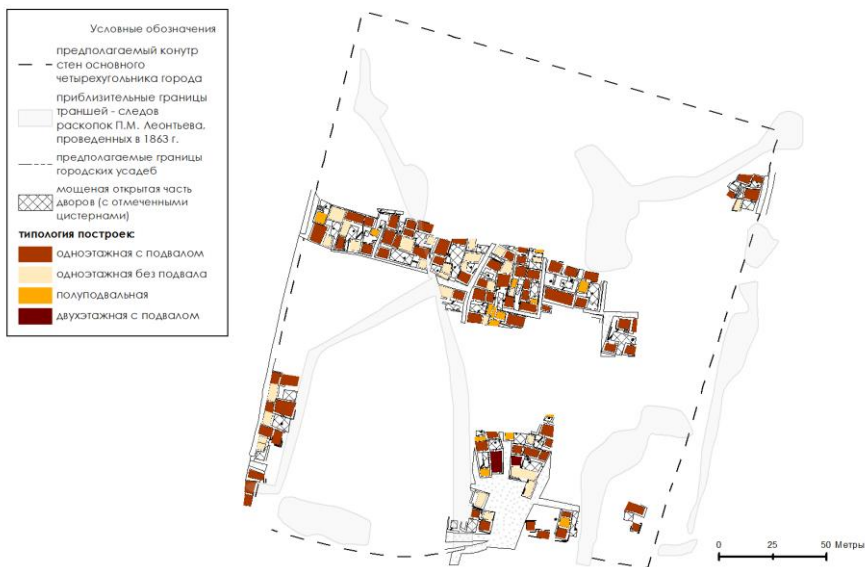 Условные обозначения
предполагаемый конутр
стен основного
четырехугольника города
приблизительные границы
траншей - следов
раскопок П.М. Леонтьева,
проведенных в 1863 г.
предполагаемые границы
городских усадеб
мощеная открытая часть
дворов (с отмеченными
цистернами)
типология построек:
одноэтажная с подвалом
одноэтажная без подвала
полуподвальная
двухэтажная с подвалом
0 25 50 Метры